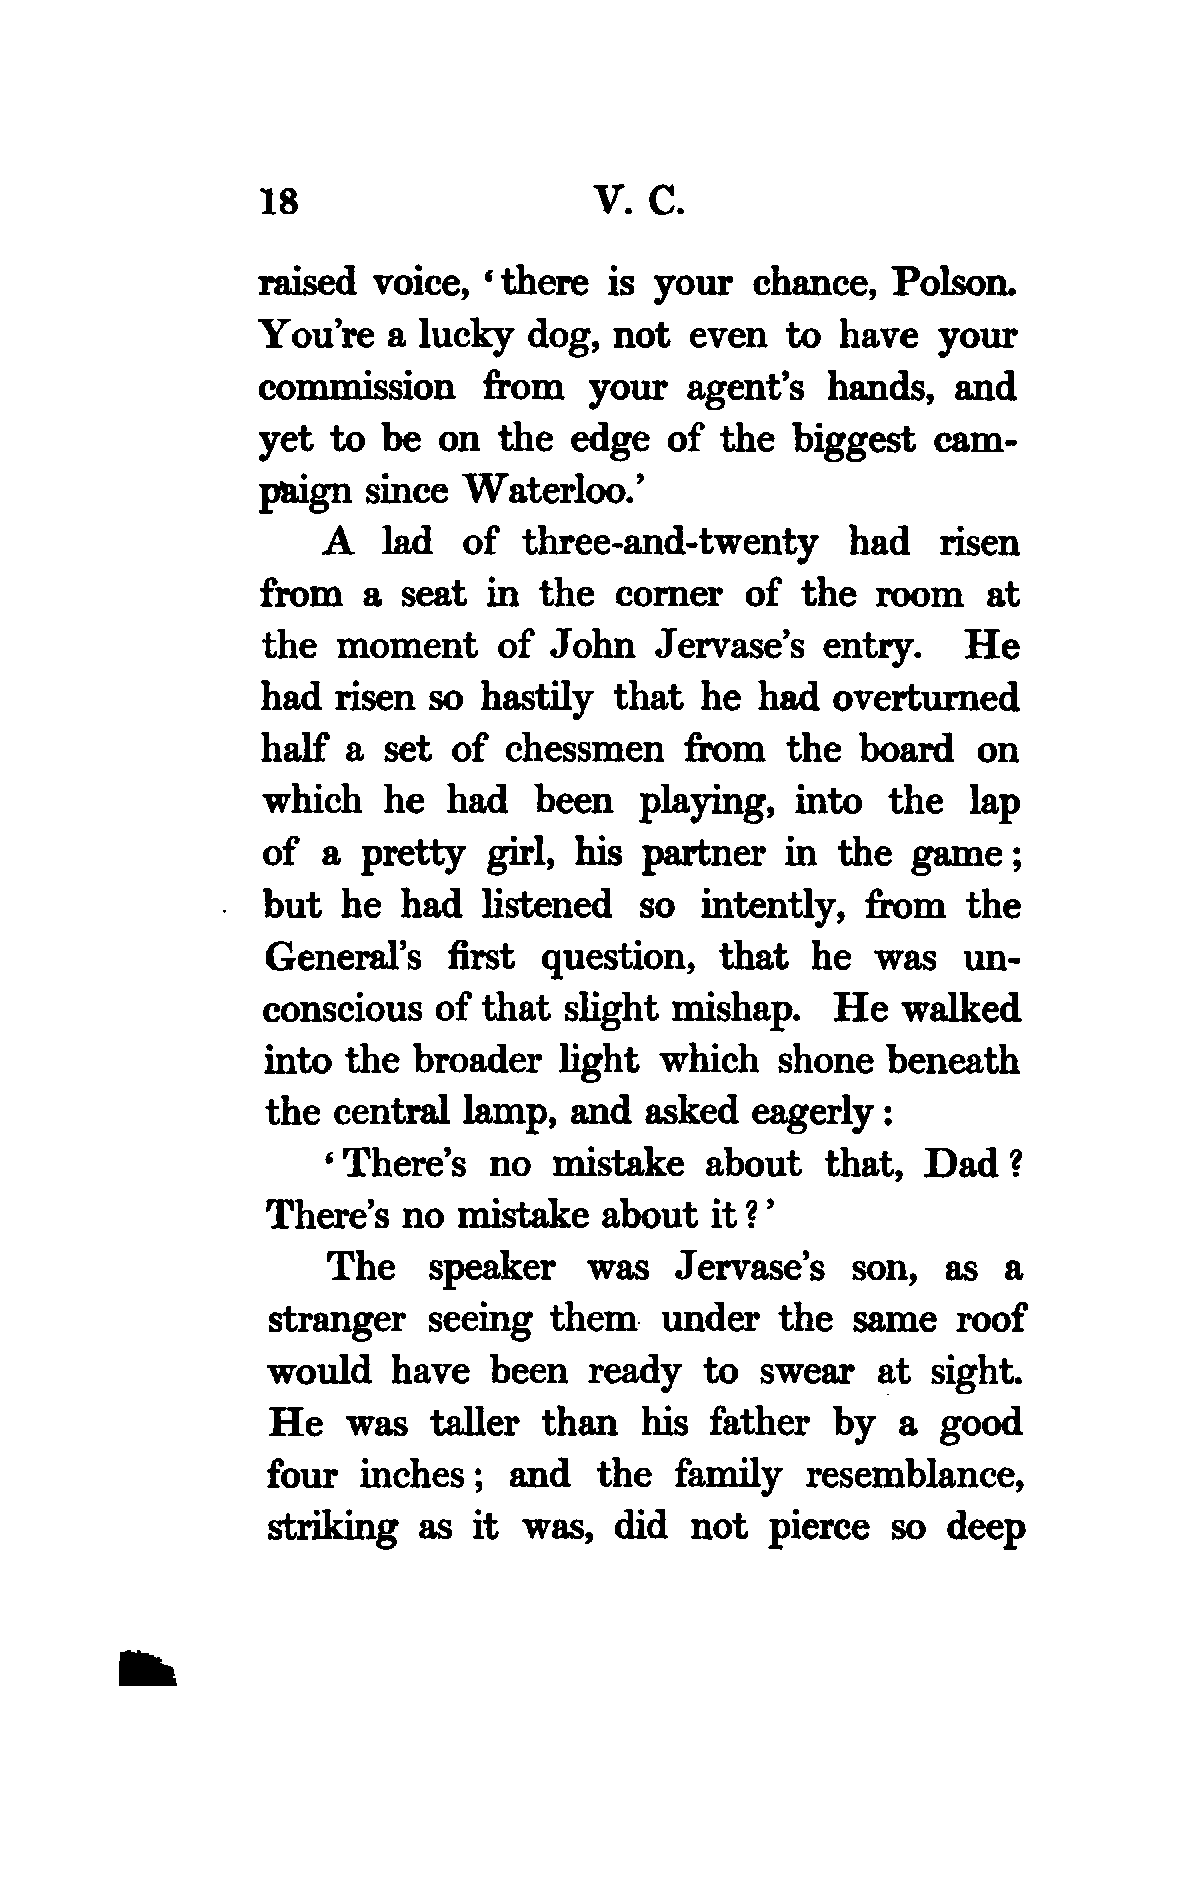 18 V. C.
raised voice, ‘there is your chance, Polson.
You're a lucky dog, not even to have your
commission from your agent's hands, and
yet to be on the edge of the biggest cam-
paign since Waterloo.’
A lad of three-and-twenty had risen
from a seat in the corner of the room at
the moment of John Jervase's entry. He
had risen so hastily that he had overturned
half a set of chessmen from the board on
which he had been playing, into the lap
of a pretty girl, his partner in the game;
but he had listened so intently, from the
General's first question, that he was un-
conscious of that slight mishap. He walked
into the broader light which shone beneath
the central lamp, and asked eagerly:
‘There's no mistake about that, Dad?
There's no mistake about it?’
The speaker was Jervase's son, as a
stranger seeing them under the same roof
would have been ready to swear at sight.
He was taller than his father by a good
four inches; and the family resemblance,
striking as it was, did not pierce so deep